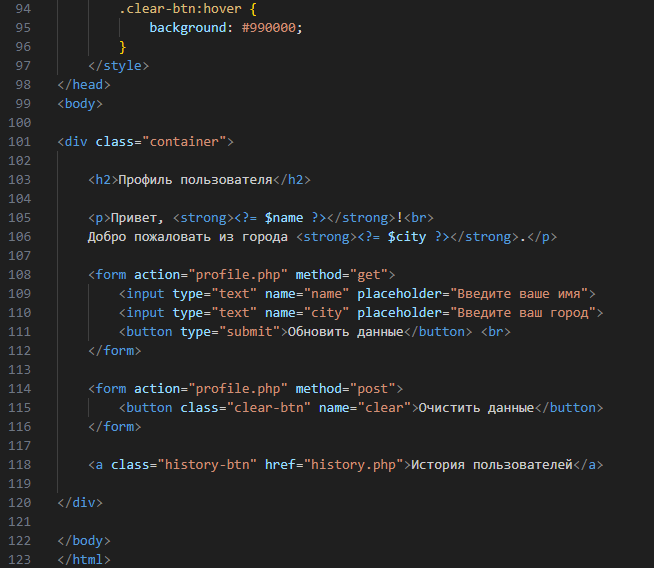 94 .clear-btn:hover {
95 background: #990000;
96 }
97 </style>
98 </head>
99 <body>
100
101 <div class="container">
102
103 <h2>Профиль пользователя</h2>
104
105 <p>Привет, <strong><?= $name ?></strong>!<br>
106 Добро пожаловать из города <strong><?= $city ?></strong>.</p>
107
108 <form action="profile.php" method="get">
109 <input type="text" name="name" placeholder="Введите ваше имя">
110 <input type="text" name="city" placeholder="Введите ваш город">
111 <button type="submit">Обновить данные</button> <br>
112 </form>
113
114 <form action="profile.php" method="post">
115 <button class="clear-btn" name="clear">Очистить данные</button>
116 </form>
117
118 <a class="history-btn" href="history.php">История пользователей</a>
119
120 </div>
121
122 </body>
123 </html>